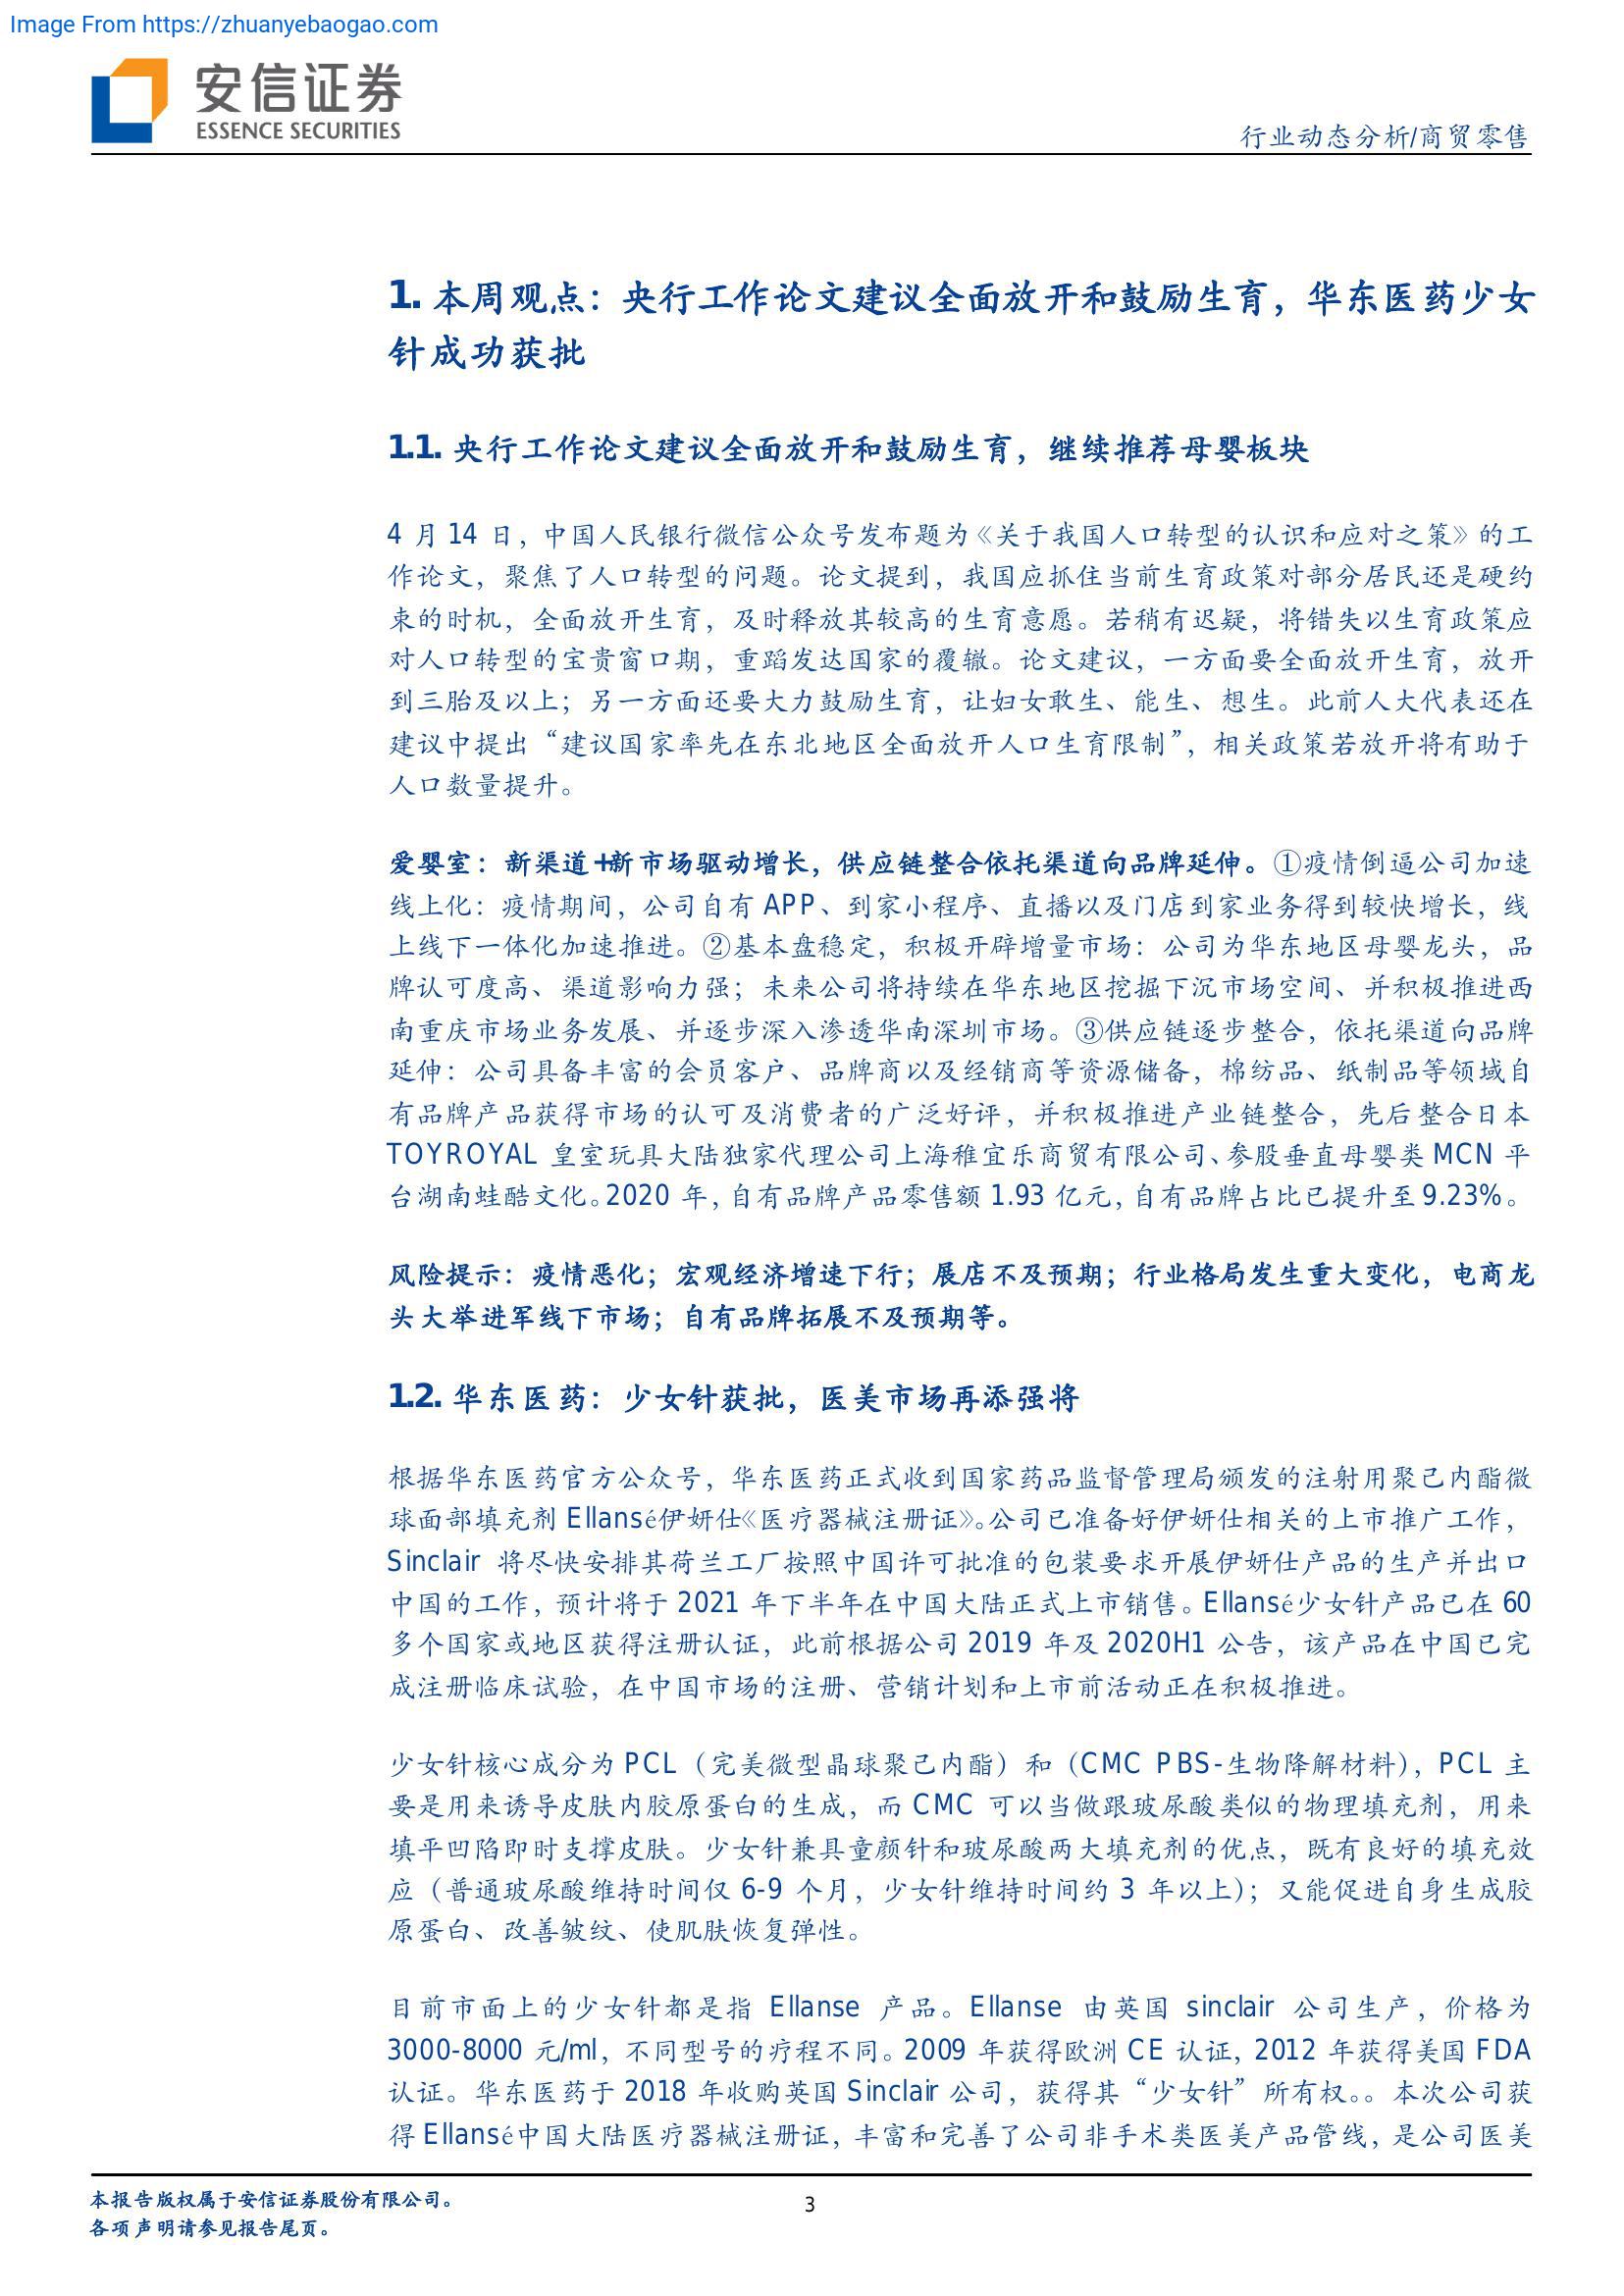 Image From https://zhuanyebaogao.com
安信证券
ESSENCE SECURITIES
行业动态分析/商贸零售
1. 本周观点：央行工作论文建议全面放开和鼓励生育，华东医药少女
针成功获批
1.1. 央行工作论文建议全面放开和鼓励生育，继续推荐母婴板块
4 月 14 日，中国人民银行微信公众号发布题为《关于我国人口转型的认识和应对之策》的工
作论文，聚焦了人口转型的问题。论文提到，我国应抓住当前生育政策对部分居民还是硬约
束的时机，全面放开生育，及时释放其较高的生育意愿。若稍有迟疑，将错失以生育政策应
对人口转型的宝贵窗口期，重蹈发达国家的覆辙。论文建议，一方面要全面放开生育，放开
到三胎及以上；另一方面还要大力鼓励生育，让妇女敢生、能生、想生。此前人大代表还在
建议中提出“建议国家率先在东北地区全面放开人口生育限制”，相关政策若放开将有助于
人口数量提升。
爱婴室：新渠道+新市场驱动增长，供应链整合依托渠道向品牌延伸。①疫情倒逼公司加速
线上化：疫情期间，公司自有 APP、到家小程序、直播以及门店到家业务得到较快增长，线
上线下一体化加速推进。②基本盘稳定，积极开辟增量市场：公司为华东地区母婴龙头，品
牌认可度高、渠道影响力强；未来公司将持续在华东地区挖掘下沉市场空间、并积极推进西
南重庆市场业务发展、并逐步深入渗透华南深圳市场。③供应链逐步整合，依托渠道向品牌
延伸：公司具备丰富的会员客户、品牌商以及经销商等资源储备，棉纺品、纸制品等领域自
有品牌产品获得市场的认可及消费者的广泛好评，并积极推进产业链整合，先后整合日本
TOYROYAL 皇室玩具大陆独家代理公司上海稚宜乐商贸有限公司、参股垂直母婴类 MCN 平
台湖南蛙酷文化。2020 年，自有品牌产品零售额 1.93 亿元，自有品牌占比已提升至 9.23%。
风险提示：疫情恶化；宏观经济增速下行；展店不及预期；行业格局发生重大变化，电商龙
头大举进军线下市场；自有品牌拓展不及预期等。
1.2. 华东医药：少女针获批，医美市场再添强将
根据华东医药官方公众号，华东医药正式收到国家药品监督管理局颁发的注射用聚己内酯微
球面部填充剂 Ellansé伊妍仕《医疗器械注册证》。公司已准备好伊妍仕相关的上市推广工作，
Sinclair 将尽快安排其荷兰工厂按照中国许可批准的包装要求开展伊妍仕产品的生产并出口
中国的工作，预计将于 2021 年下半年在中国大陆正式上市销售。Ellansé少女针产品已在 60
多个国家或地区获得注册认证，此前根据公司 2019 年及 2020H1 公告，该产品在中国已完
成注册临床试验，在中国市场的注册、营销计划和上市前活动正在积极推进。
少女针核心成分为 PCL（完美微型晶球聚己内酯）和（CMC PBS-生物降解材料），PCL 主
要是用来诱导皮肤内胶原蛋白的生成，而 CMC 可以当做跟玻尿酸类似的物理填充剂，用来
填平凹陷即时支撑皮肤。少女针兼具童颜针和玻尿酸两大填充剂的优点，既有良好的填充效
应（普通玻尿酸维持时间仅 6-9 个月，少女针维持时间约 3 年以上）；又能促进自身生成胶
原蛋白、改善皱纹、使肌肤恢复弹性。
目前市面上的少女针都是指 Ellanse 产品。Ellanse 由英国 sinclair 公司生产，价格为
3000-8000 元/ml，不同型号的疗程不同。2009 年获得欧洲 CE 认证，2012 年获得美国 FDA
认证。华东医药于 2018 年收购英国 Sinclair 公司，获得其“少女针”所有权。。本次公司获
得 Ellansé中国大陆医疗器械注册证，丰富和完善了公司非手术类医美产品管线，是公司医美
本报告版权属于安信证券股份有限公司。
各项声明请参见报告尾页。
3